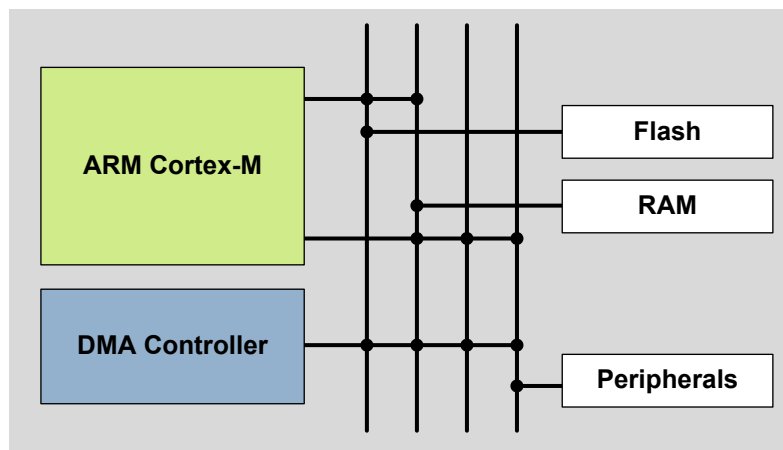 ARM Cortex-M
Flash
RAM
DMA Controller
Peripherals